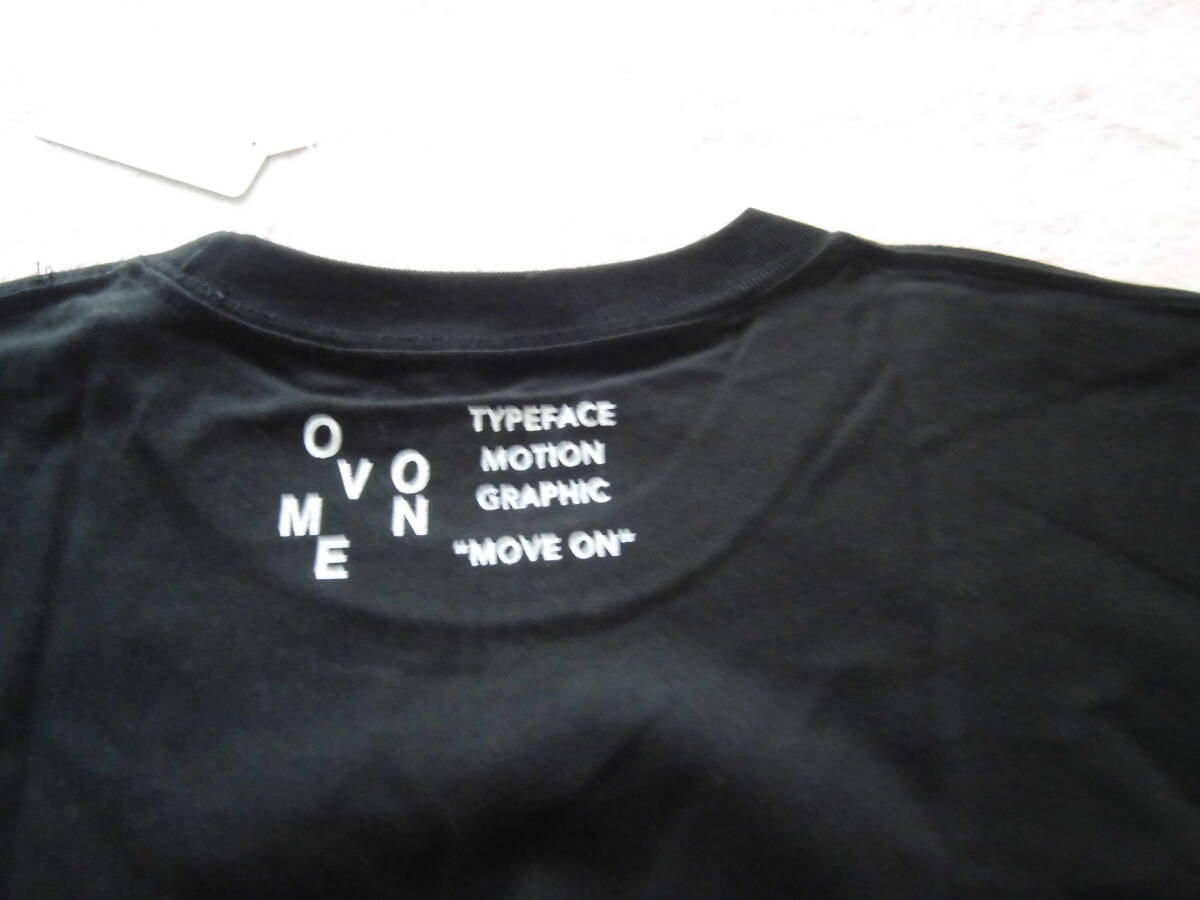 O
V O
M N
E
TYPEFACE
MOTION
GRAPHIC
"MOVE ON"